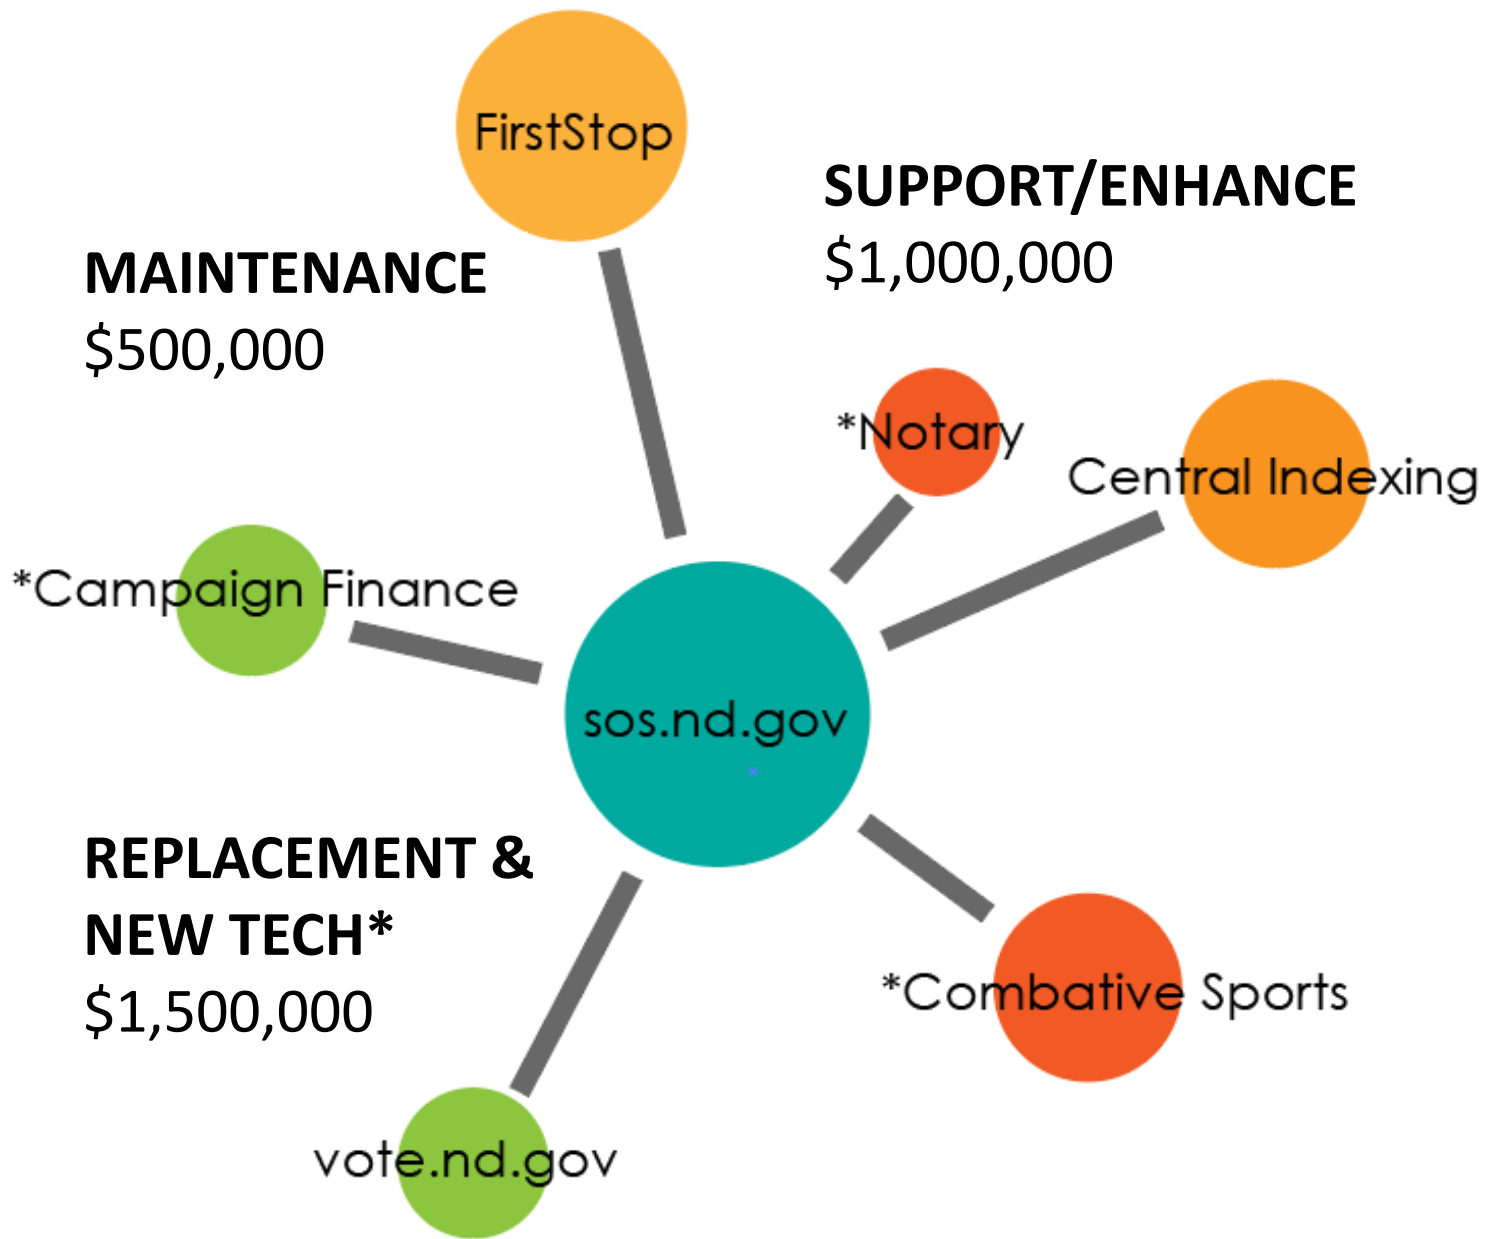 FirstStop
SUPPORT/ENHANCE
$1,000,000
MAINTENANCE
$500,000
*Notary
Central Indexing
*Campaign Finance
sos.nd.gov
REPLACEMENT &
NEW TECH*
$1,500,000
*Combative Sports
vote.nd.gov